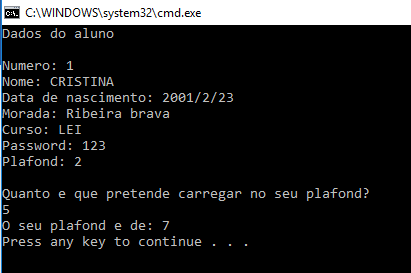 C:\WINDOWS\system32\cmd.exe
Dados do aluno
Numero: 1
Nome: CRISTINA
Data de nascimento: 2001/2/23
Morada: Ribeira brava
Curso: LEI
Password: 123
Plafond: 2
Quanto e que pretende carregar no seu plafond?
5
O seu plafond e de: 7
Press any key to continue . . .